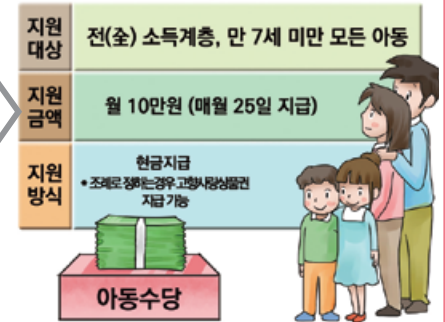 지원
대상
전(全) 소득계층, 만 7세 미만 모든 아동
지원
금액
월 10만원 (매월 25일 지급)
지원
방식
현금지급
* 조례로 정하는경우 고향사랑상품권
지급 가능
아동수당